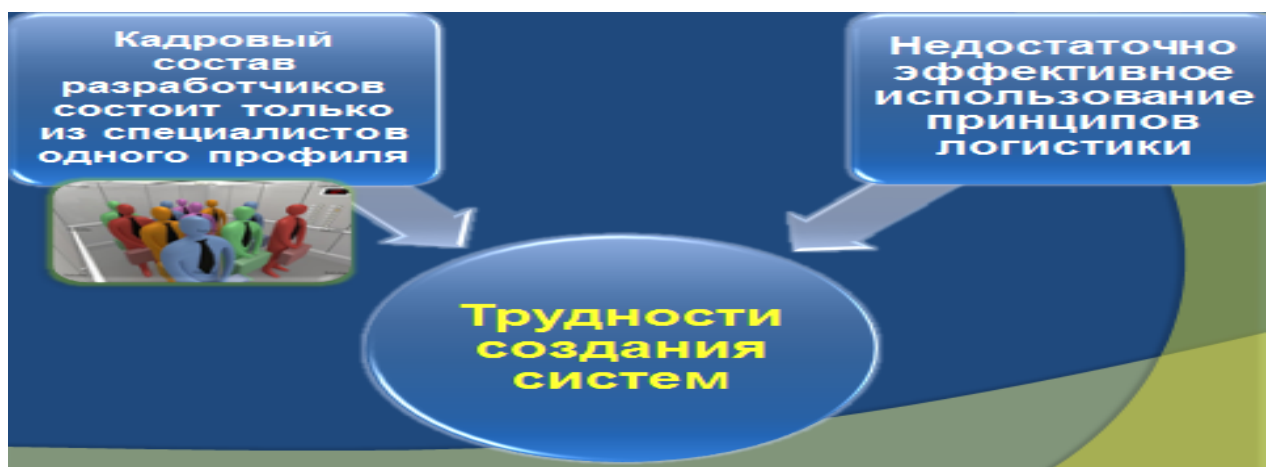 Кадровый
состав
разработчиков
состоит только
из специалистов
одного профиля
Недостаточно
эффективное
использование
принципов
логистики
Трудности
создания
систем